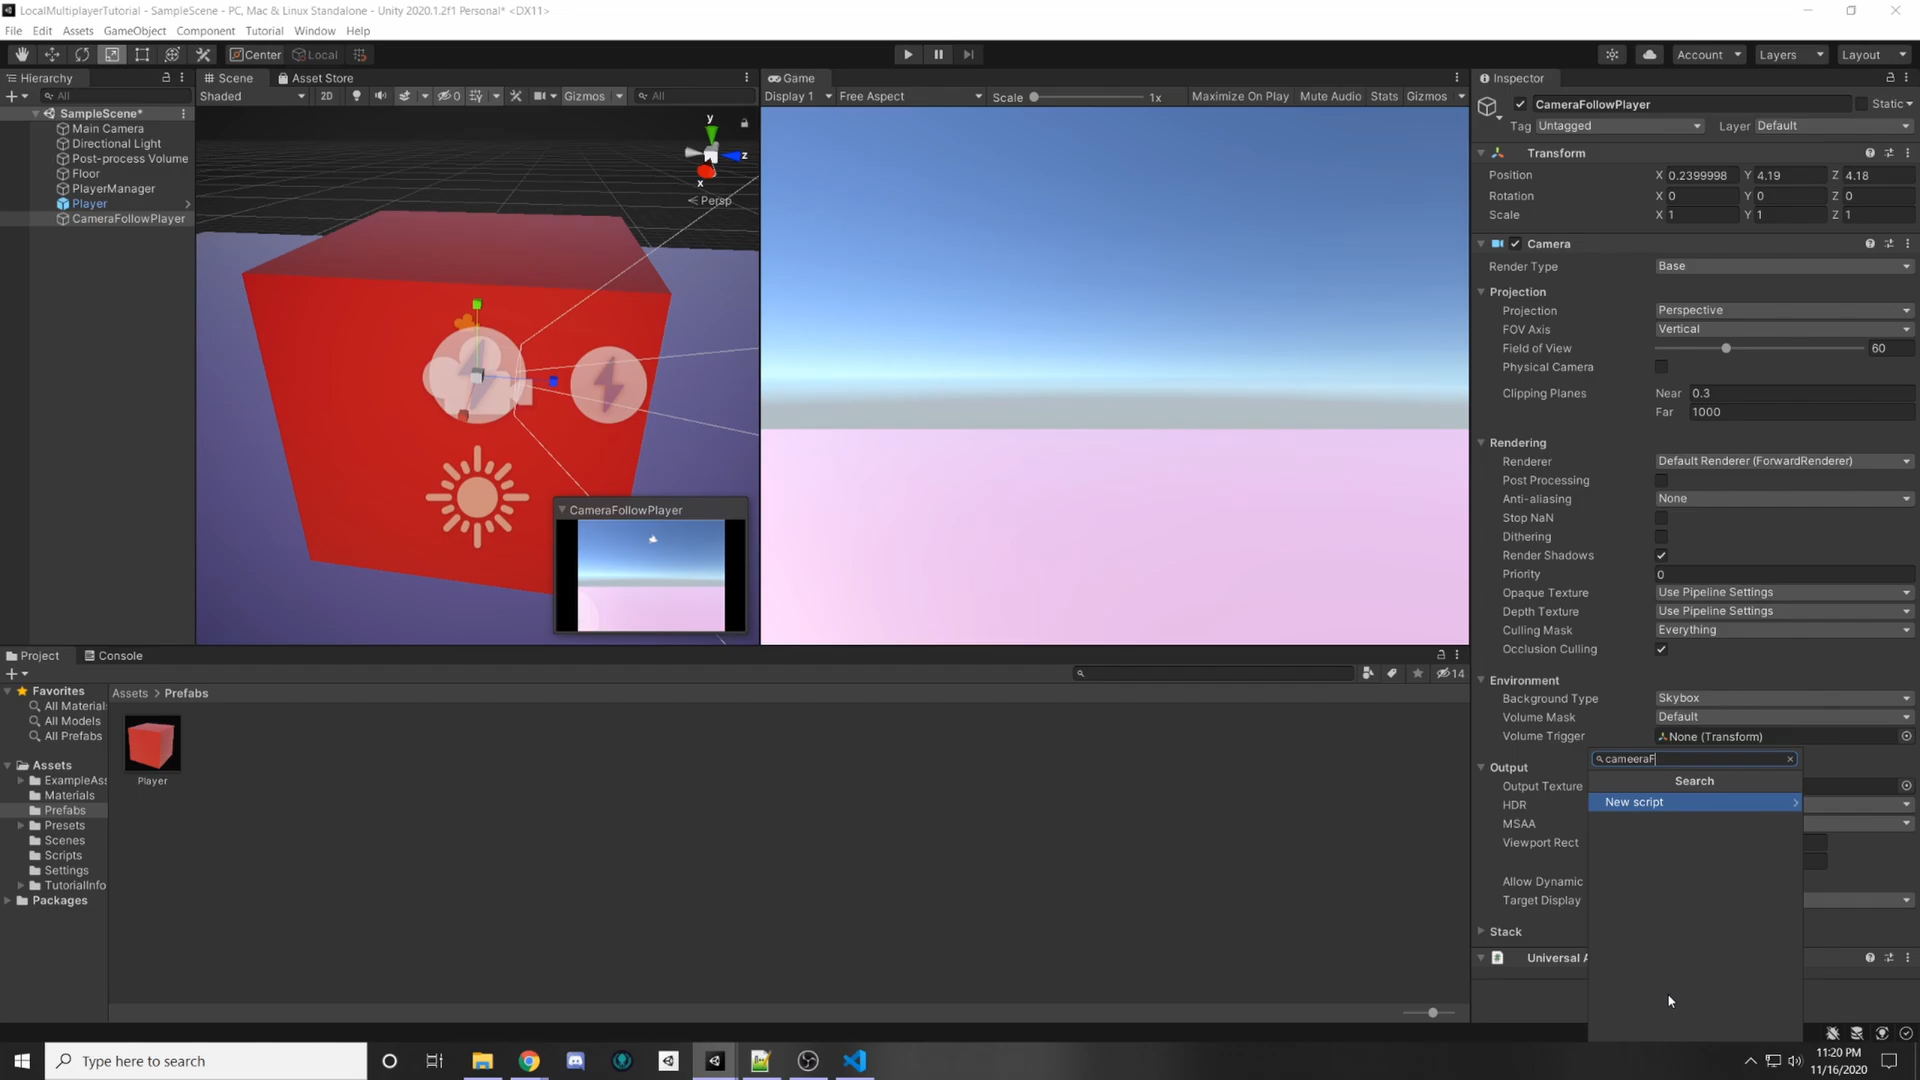 LocalMultiplayerTutorial - SampleScene - PC, Mac & Linux Standalone - Unity 2020.1.2f1 Personal* <DX11>
File Edit Assets GameObject Component Tutorial Window Help
Center Local Account Layers Layout
Hierarchy
All
SampleScene*
Main Camera
Directional Light
Post-process Volume
Floor
PlayerManager
Player
CameraFollowPlayer
Scene Asset Store
Shaded 2D 0 Gizmos All
y
z
x
Persp
CameraFollowPlayer
Game
Display 1 Free Aspect Scale 1x Maximize On Play Mute Audio Stats Gizmos
Inspector
CameraFollowPlayer Static
Tag Untagged Layer Default
Transform
Position X 0.2399998 Y 4.19 Z 4.18
Rotation X 0 Y 0 Z 0
Scale X 1 Y 1 Z 1
Camera
Render Type Base
Projection
Projection Perspective
FOV Axis Vertical
Field of View 60
Physical Camera
Clipping Planes Near 0.3
Far 1000
Rendering
Renderer Default Renderer (ForwardRenderer)
Post Processing
Anti-aliasing None
Stop NaN
Dithering
Render Shadows
Priority 0
Opaque Texture Use Pipeline Settings
Depth Texture Use Pipeline Settings
Culling Mask Everything
Occlusion Culling
Environment
Background Type Skybox
Volume Mask Default
Volume Trigger None (Transform)
Output
Output Texture
HDR
MSAA
Viewport Rect
Allow Dynamic
Target Display
Stack
Universal A
cameeraF
Search
New script
Project Console
14
Favorites
All Material
All Models
All Prefabs
Assets
ExampleAss
Materials
Prefabs
Presets
Scenes
Scripts
Settings
TutorialInfo
Packages
Assets > Prefabs
Player
Type here to search
11:20 PM
11/16/2020